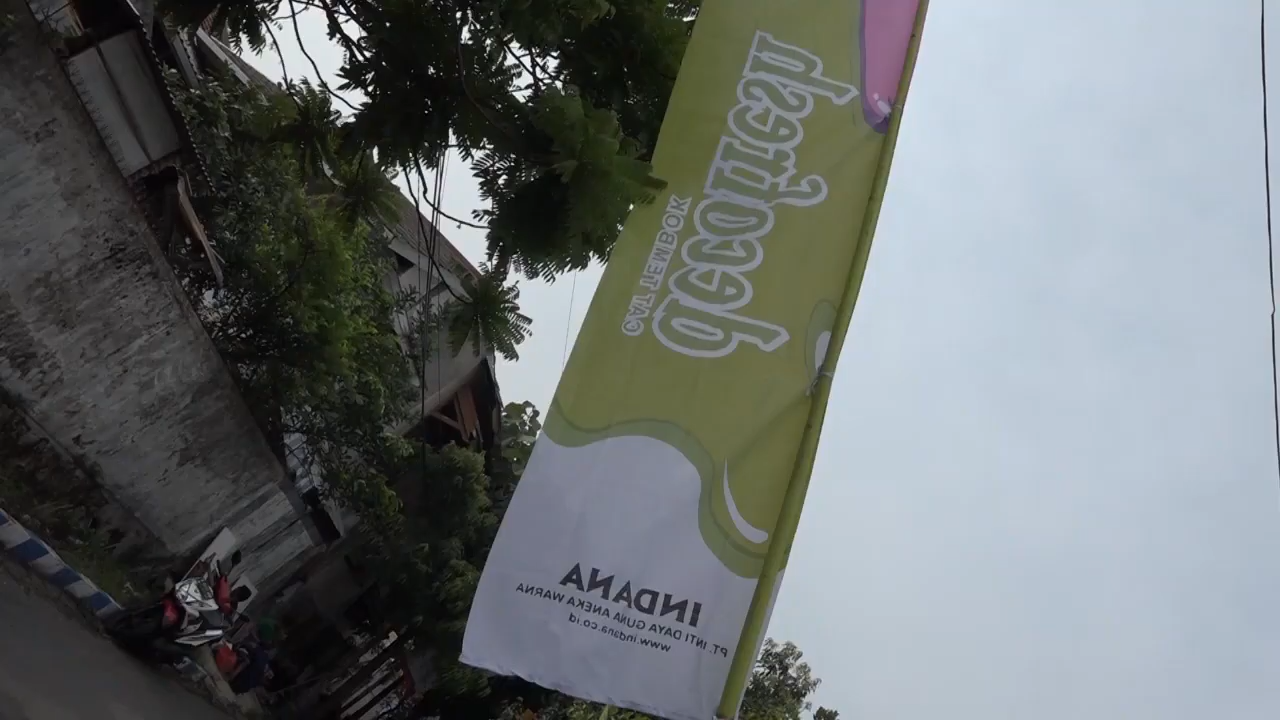 decofresh
CAT TEMBOK
INDANA
PT. INTI DAYA GUNA ANEKA WARNA
www.indana.co.id